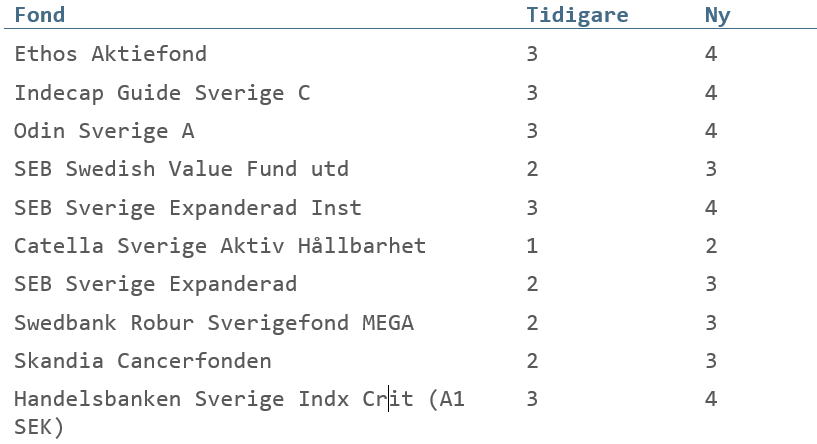 Fond Tidigare Ny
Ethos Aktiefond 3 4
Indecap Guide Sverige C 3 4
Odin Sverige A 3 4
SEB Swedish Value Fund utd 2 3
SEB Sverige Expanderad Inst 3 4
Catella Sverige Aktiv Hållbarhet 1 2
SEB Sverige Expanderad 2 3
Swedbank Robur Sverigefond MEGA 2 3
Skandia Cancerfonden 2 3
Handelsbanken Sverige Indx Crit (A1 3 4
SEK)